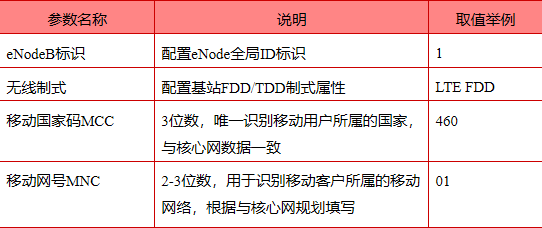 参数名称 说明 取值举例
eNodeB标识 配置eNode全局ID标识 1
无线制式 配置基站FDD/TDD制式属性 LTE FDD
移动国家码MCC 3位数，唯一识别移动用户所属的国家， 460
与核心网数据一致
移动网号MNC 2-3位数，用于识别移动客户所属的移动 01
网络，根据与核心网规划填写